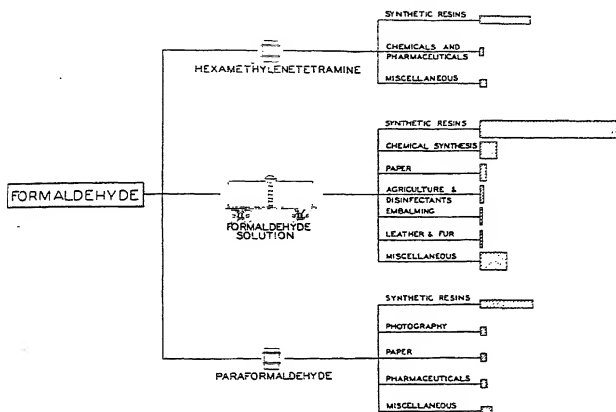 FORMALDEHYDE
HEXAMETHYLENETETRAMINE
SYNTHETIC RESINS
CHEMICALS AND
PHARMACEUTICALS
MISCELLANEOUS
FORMALDEHYDE
SOLUTION
SYNTHETIC RESINS
CHEMICAL SYNTHESIS
PAPER
AGRICULTURE &
DISINFECTANTS
EMBALMING
LEATHER & FUR
MISCELLANEOUS
PARAFORMALDEHYDE
SYNTHETIC RESINS
PHOTOGRAPHY
PAPER
PHARMACEUTICALS
MISCELLANEOUS